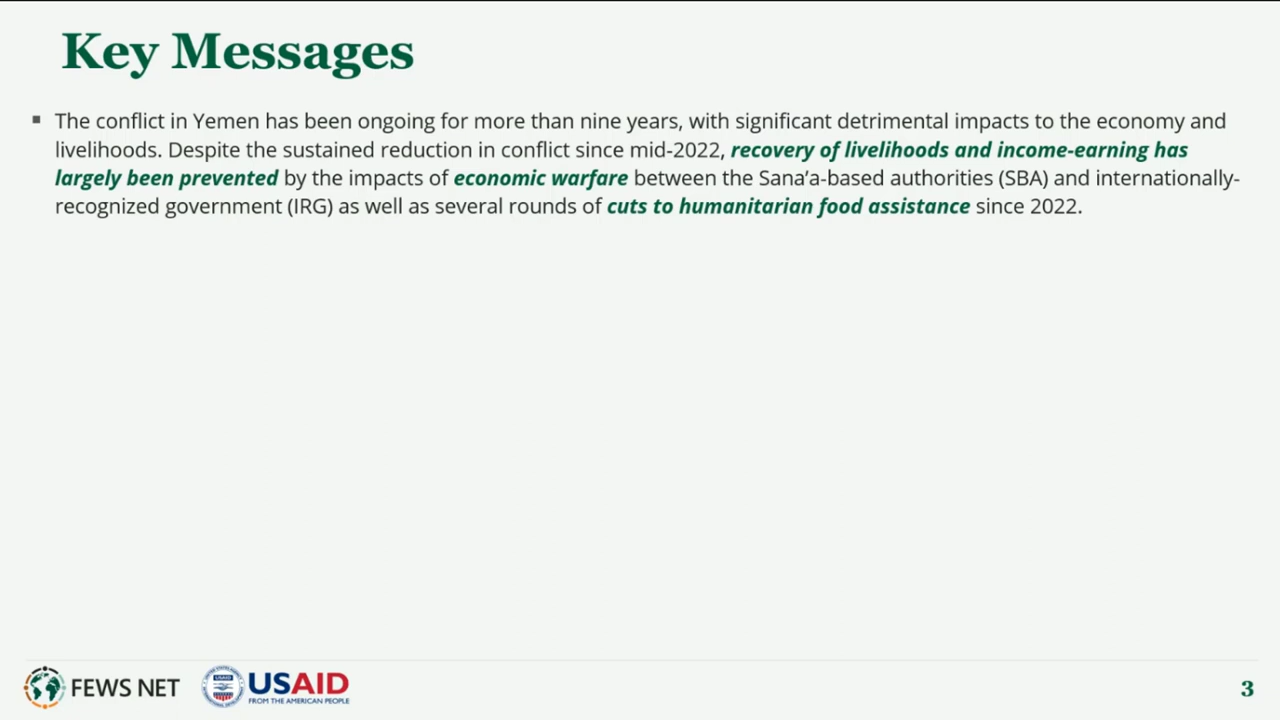 Key Messages
▪ The conflict in Yemen has been ongoing for more than nine years, with significant detrimental impacts to the economy and
livelihoods. Despite the sustained reduction in conflict since mid-2022, recovery of livelihoods and income-earning has
largely been prevented by the impacts of economic warfare between the Sana’a-based authorities (SBA) and internationally-
recognized government (IRG) as well as several rounds of cuts to humanitarian food assistance since 2022.
FEWS NET
USAID
FROM THE AMERICAN PEOPLE
3